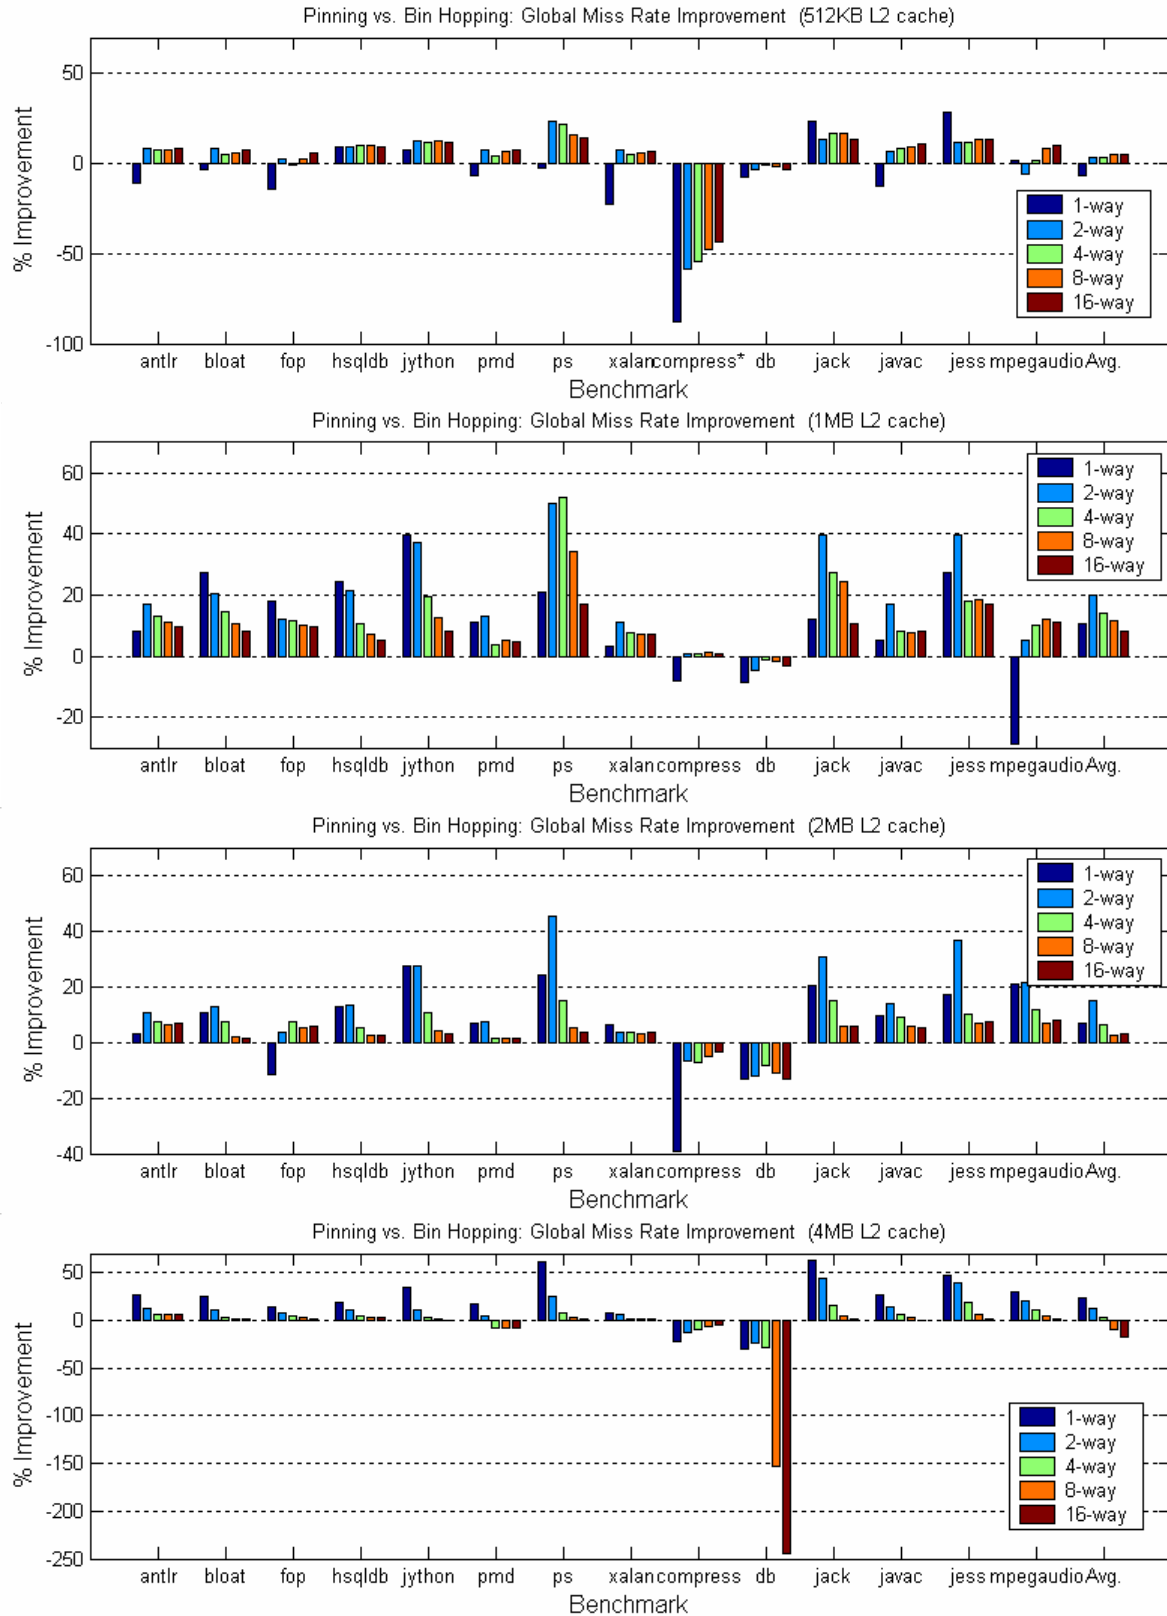 Pinning vs. Bin Hopping: Global Miss Rate Improvement (512KB L2 cache)
% Improvement
50
0
-50
-100
1-way
2-way
4-way
8-way
16-way
antlr bloat fop hsqldb jython pmd ps xalan compress* db jack javac jess mpegaudio Avg.
Benchmark
Pinning vs. Bin Hopping: Global Miss Rate Improvement (1MB L2 cache)
% Improvement
60
40
20
0
-20
1-way
2-way
4-way
8-way
16-way
antlr bloat fop hsqldb jython pmd ps xalan compress db jack javac jess mpegaudio Avg.
Benchmark
Pinning vs. Bin Hopping: Global Miss Rate Improvement (2MB L2 cache)
% Improvement
60
40
20
0
-20
-40
1-way
2-way
4-way
8-way
16-way
antlr bloat fop hsqldb jython pmd ps xalan compress db jack javac jess mpegaudio Avg.
Benchmark
Pinning vs. Bin Hopping: Global Miss Rate Improvement (4MB L2 cache)
% Improvement
50
0
-50
-100
-150
-200
-250
1-way
2-way
4-way
8-way
16-way
antlr bloat fop hsqldb jython pmd ps xalan compress db jack javac jess mpegaudio Avg.
Benchmark